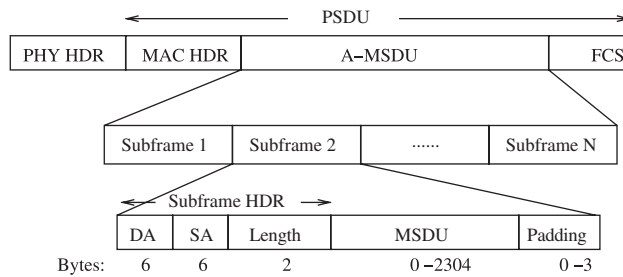 PSDU
PHY HDR MAC HDR A–MSDU FCS
Subframe 1 Subframe 2 ...... Subframe N
Subframe HDR
DA SA Length MSDU Padding
Bytes: 6 6 2 0 –2304 0 –3